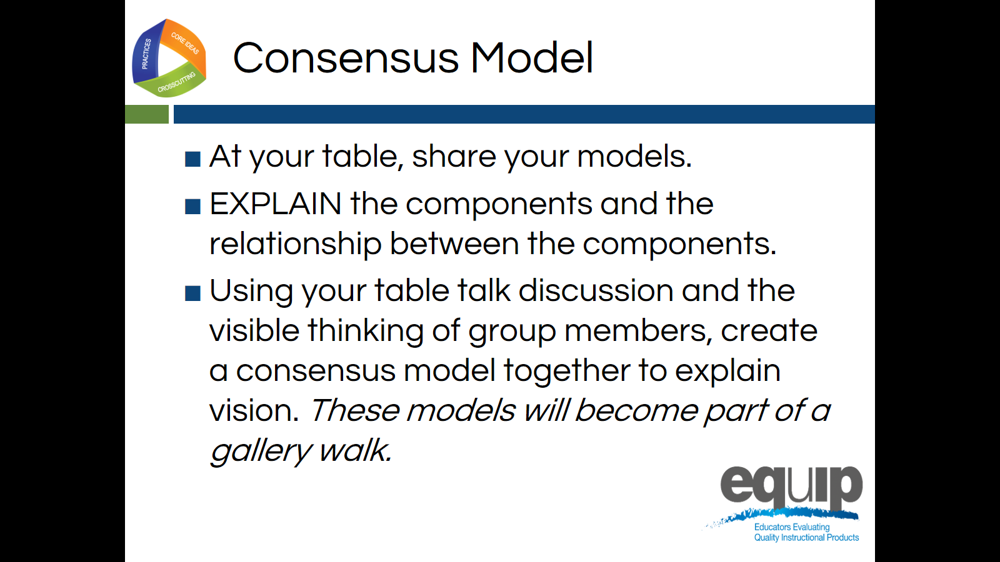 PRACTICES
CORE IDEAS
CROSSCUTTING
Consensus Model
■ At your table, share your models.
■ EXPLAIN the components and the
relationship between the components.
■ Using your table talk discussion and the
visible thinking of group members, create
a consensus model together to explain
vision. These models will become part of a
gallery walk.
equip
Educators Evaluating
Quality Instructional Products